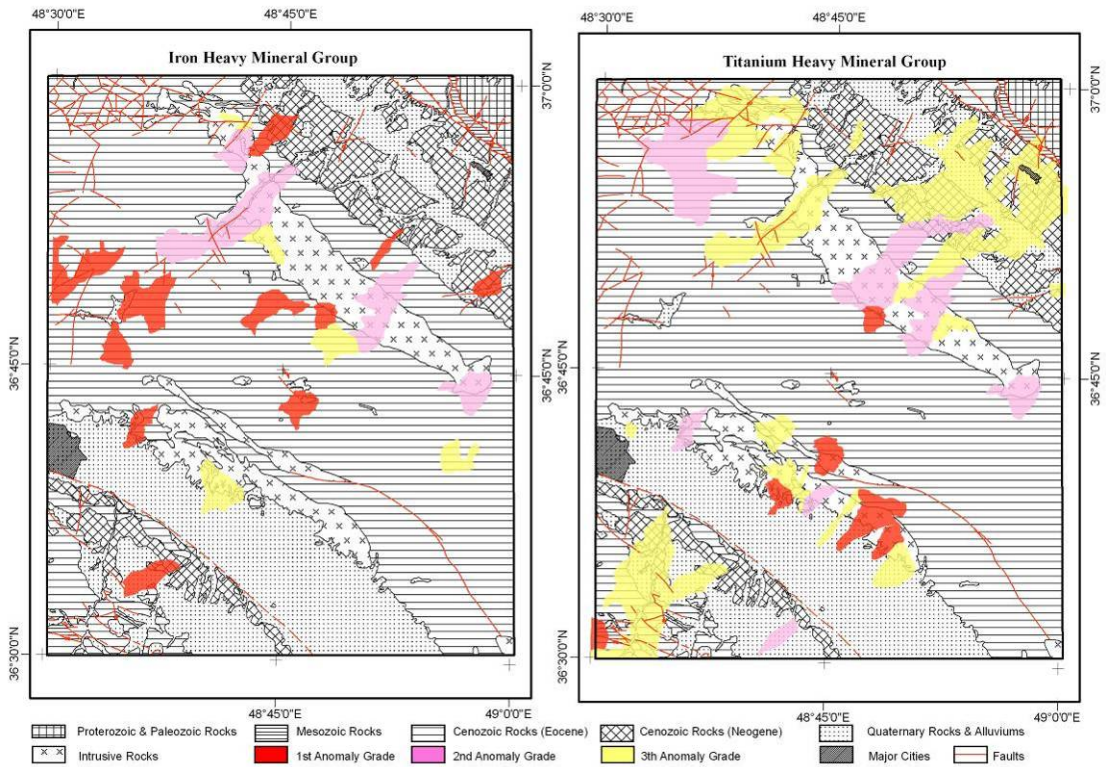 48°30'0"E 48°45'0"E 48°30'0"E 48°45'0"E
Iron Heavy Mineral Group Titanium Heavy Mineral Group
37°0'0"N 37°0'0"N
36°45'0"N 36°45'0"N 36°45'0"N 36°45'0"N
36°30'0"N 36°30'0"N
48°45'0"E 49°0'0"E 48°45'0"E 49°0'0"E
Proterozoic & Paleozoic Rocks Mesozoic Rocks Cenozoic Rocks (Eocene) Cenozoic Rocks (Neogene) Quaternary Rocks & Alluviums
Intrusive Rocks 1st Anomaly Grade 2nd Anomaly Grade 3th Anomaly Grade Major Cities Faults